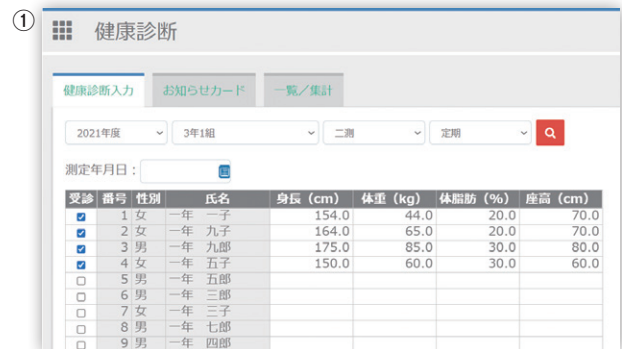 ①
健康診断
健康診断入力 お知らせカード 一覧／集計
2021年度 3年1組 二測 定期
測定年月日：
受診 番号 性別 氏名 身長（cm） 体重（kg） 体脂肪（%） 座高（cm）
1 女 一年 一子 154.0 44.0 20.0 70.0
2 女 一年 九子 164.0 65.0 20.0 70.0
3 男 一年 九郎 175.0 85.0 30.0 80.0
4 女 一年 五子 150.0 60.0 30.0 60.0
5 男 一年 五郎
6 男 一年 三郎
7 女 一年 三子
8 男 一年 七郎
9 男 一年 四郎